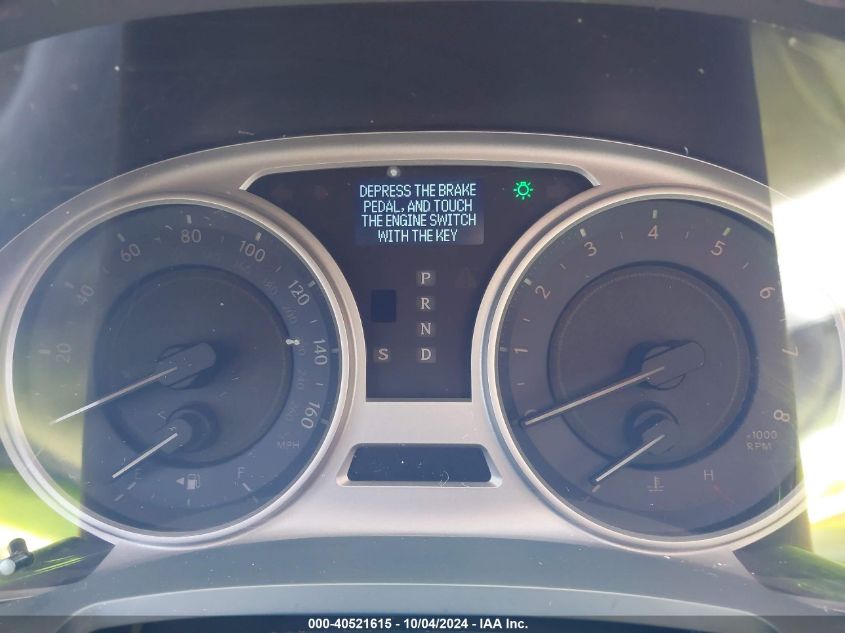 DEPRESS THE BRAKE
PEDAL, AND TOUCH
THE ENGINE SWITCH
WITH THE KEY
20 40 60 80 100 120 140 160
MPH
E F
P
R
N
S D
1 2 3 4 5 6 7 8
×1000
RPM
H
000-40521615 - 10/04/2024 - IAA Inc.